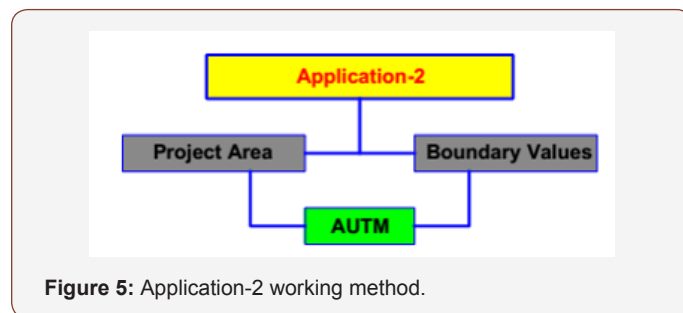 Application-2
Project Area
Boundary Values
AUTM
Figure 5: Application-2 working method.